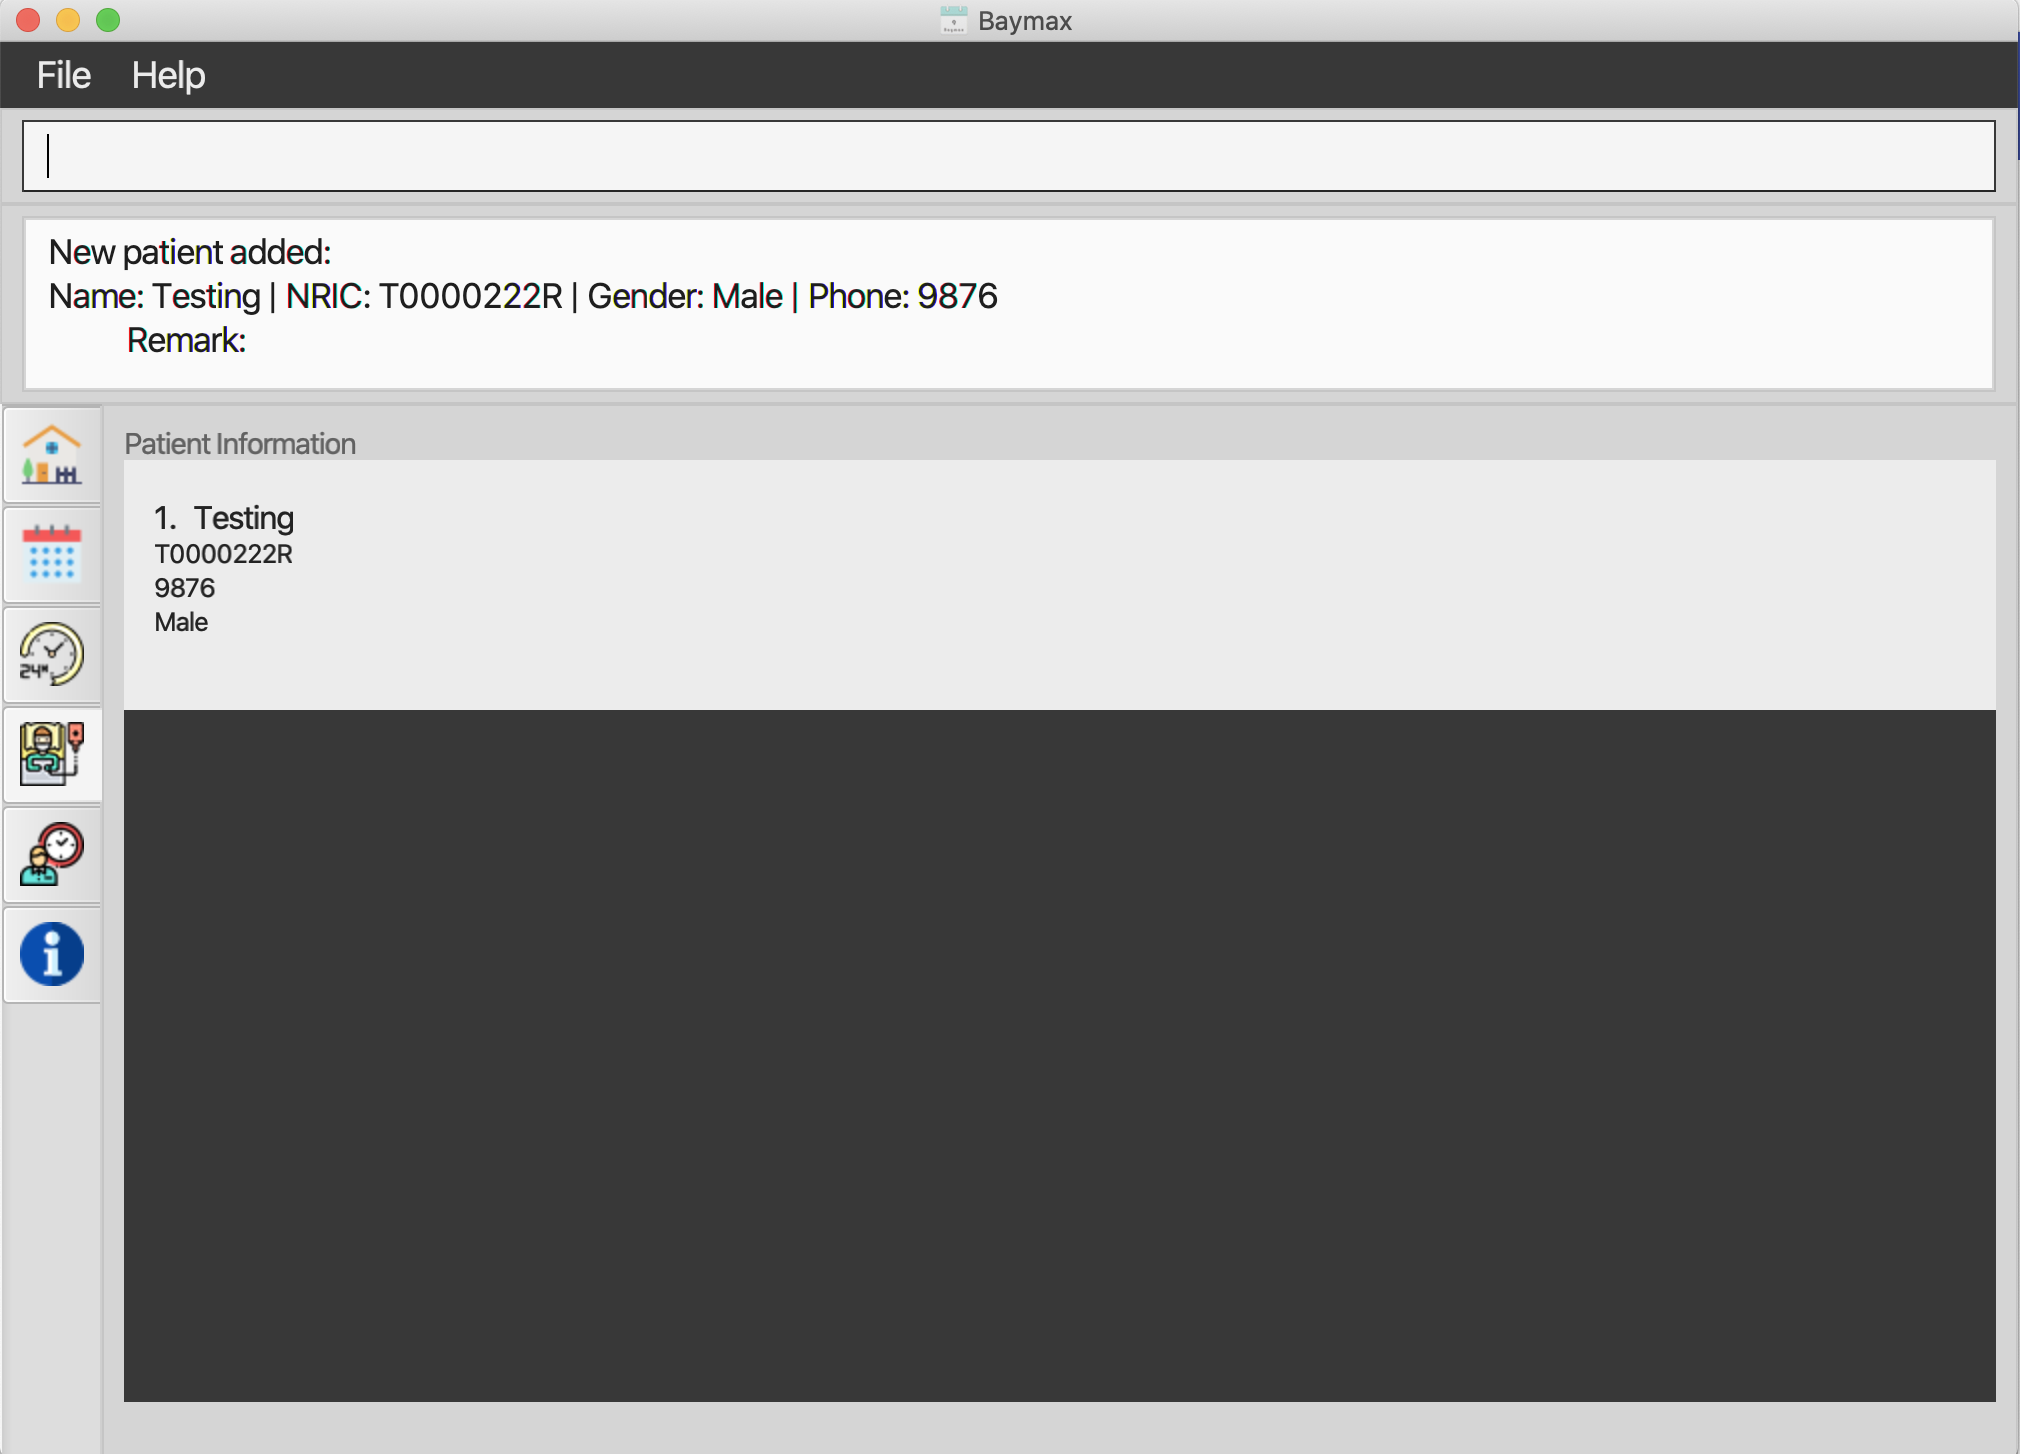 Baymax
File Help
New patient added:
Name: Testing | NRIC: T0000222R | Gender: Male | Phone: 9876
Remark:
Patient Information
1. Testing
T0000222R
9876
Male
24H